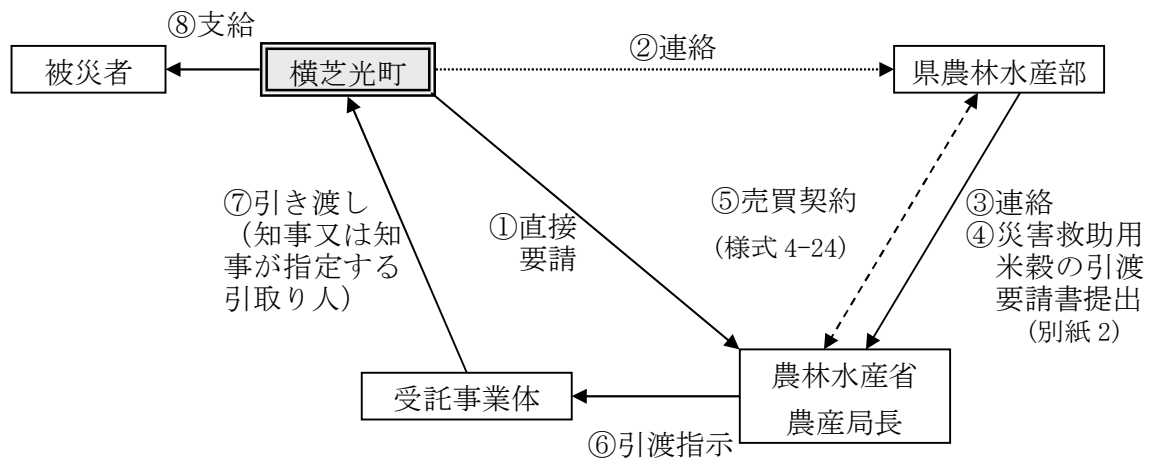 ⑧支給
②連絡
被災者
横芝光町
県農林水産部
⑦引き渡し
（知事又は知
事が指定する
引取り人）
①直接
要請
⑤売買契約
(様式 4-24)
③連絡
④災害救助用
米穀の引渡
要請書提出
(別紙 2)
受託事業体
農林水産省
農産局長
⑥引渡指示